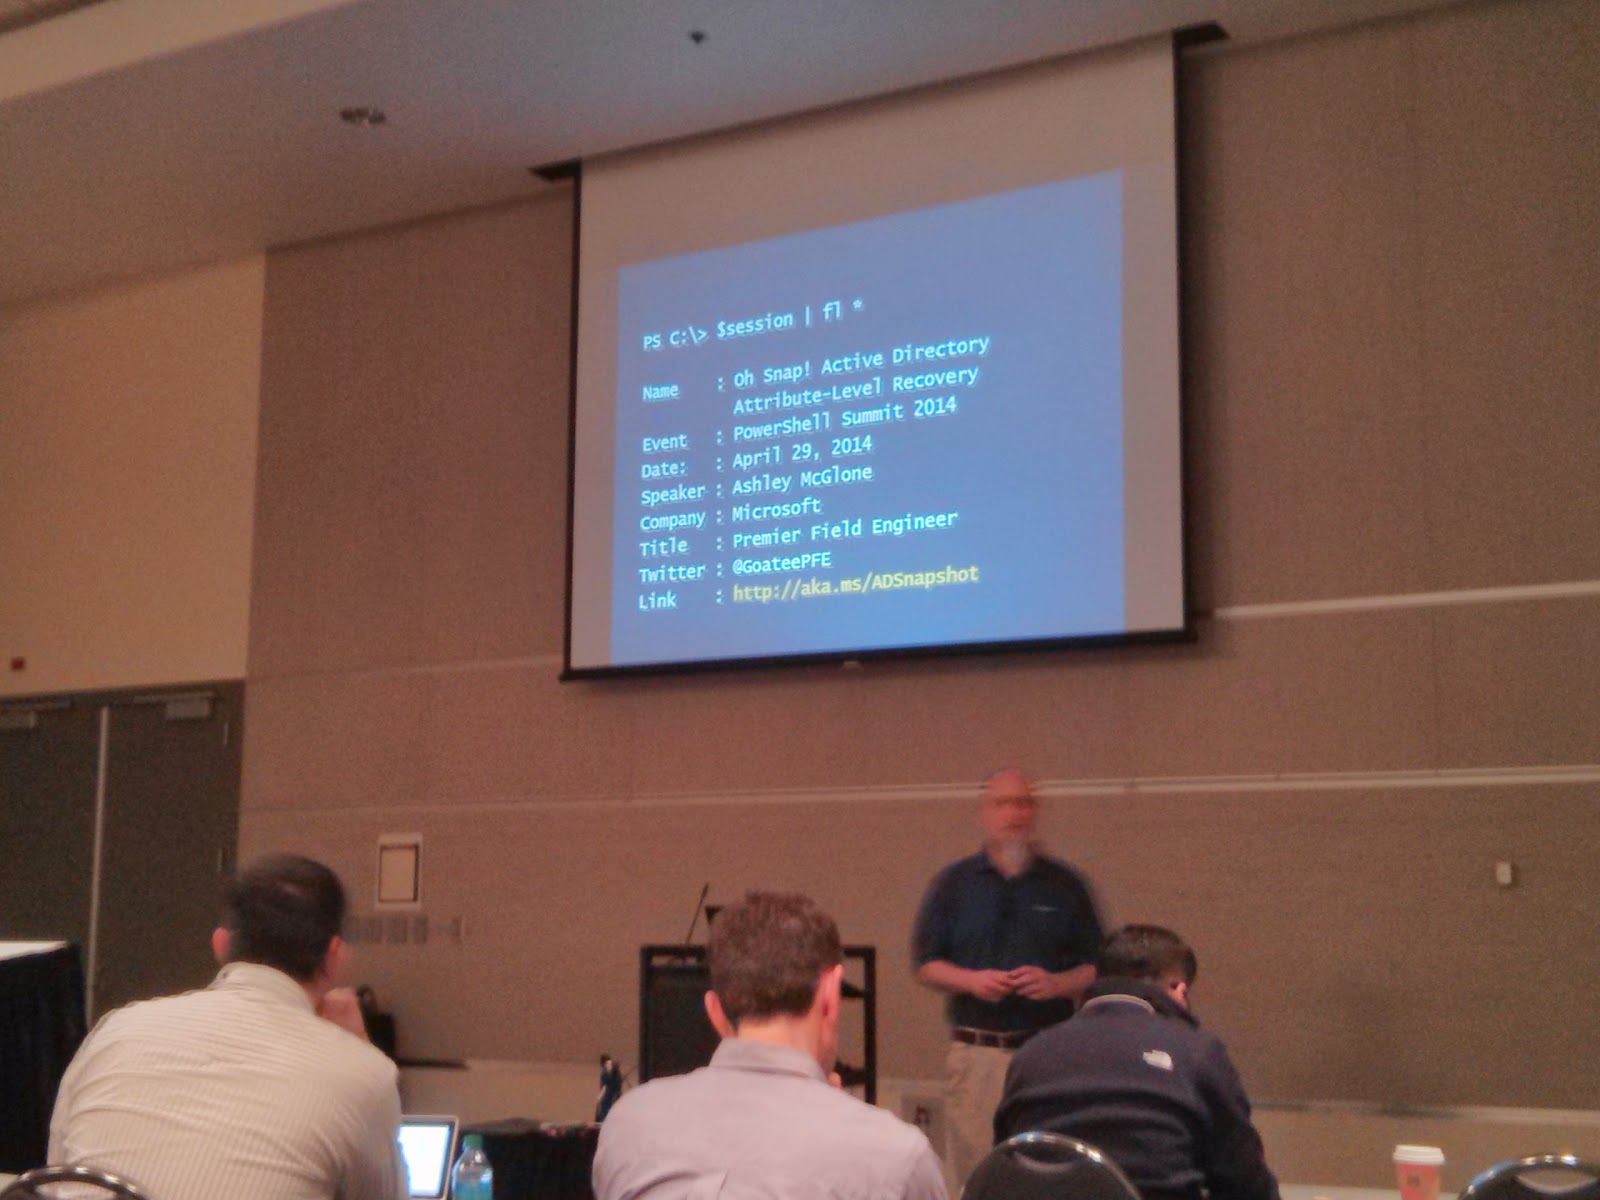 PS C:\> $session | fl *
Name : Oh Snap! Active Directory
Attribute-Level Recovery
Event : PowerShell Summit 2014
Date: : April 29, 2014
Speaker : Ashley McGlone
Company : Microsoft
Title : Premier Field Engineer
Twitter : @GoateePFE
Link : http://aka.ms/ADSnapshot